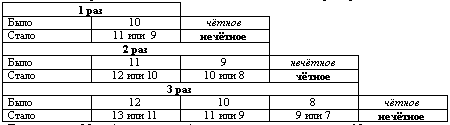 1 раз
Было 10 чётное
Стало 11 или 9 нечётное
2 раз
Было 11 9 нечётное
Стало 12 или 10 10 или 8 чётное
3 раз
Было 12 10 8 чётное
Стало 13 или 11 11 или 9 9 или 7 нечётное